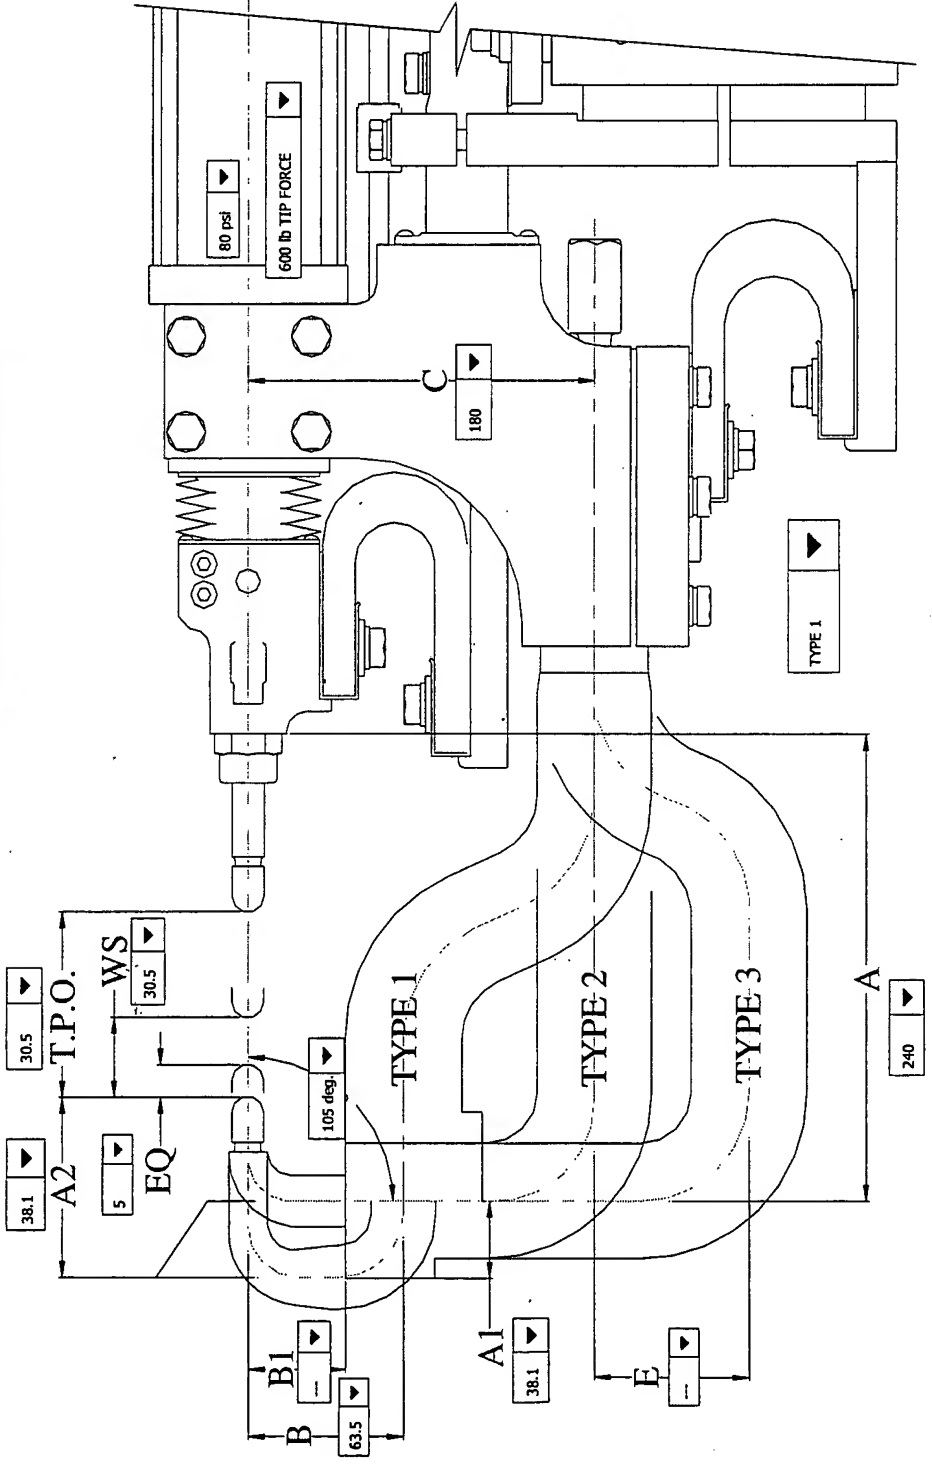 30.5
T.P.O.
WS
30.5
38.1
A2
5
EQ
105 deg.
80 psi
600 lb TIP FORCE
C
180
TYPE 1
TYPE 1
TYPE 2
TYPE 3
A
240
B1
---
B
63.5
A1
38.1
E
---